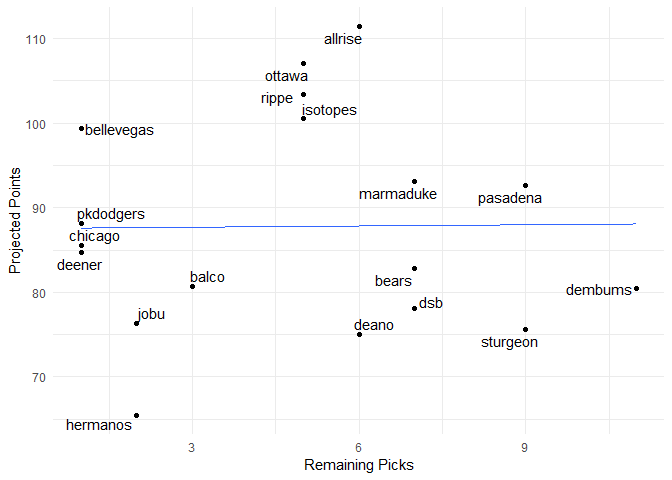 110
100
90
80
70
Projected Points
allrise
ottawa
rippe
isotopes
bellevegas
marmaduke
pasadena
pkdodgers
chicago
deener
balco
bears
dembums
jobu
dsb
deano
sturgeon
hermanos
3
6
9
Remaining Picks